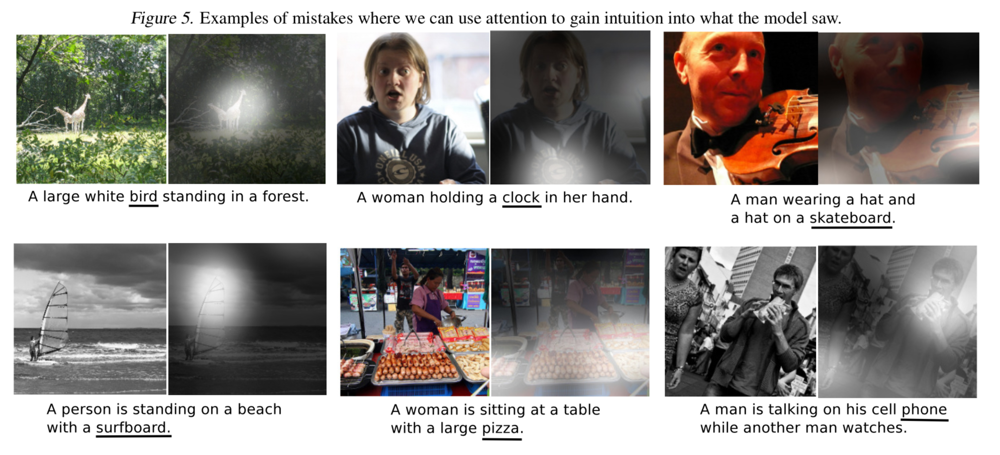 Figure 5. Examples of mistakes where we can use attention to gain intuition into what the model saw.
ONEILL USA
A large white bird standing in a forest.
A woman holding a clock in her hand.
A man wearing a hat and
a hat on a skateboard.
A person is standing on a beach
with a surfboard.
A woman is sitting at a table
with a large pizza.
A man is talking on his cell phone
while another man watches.